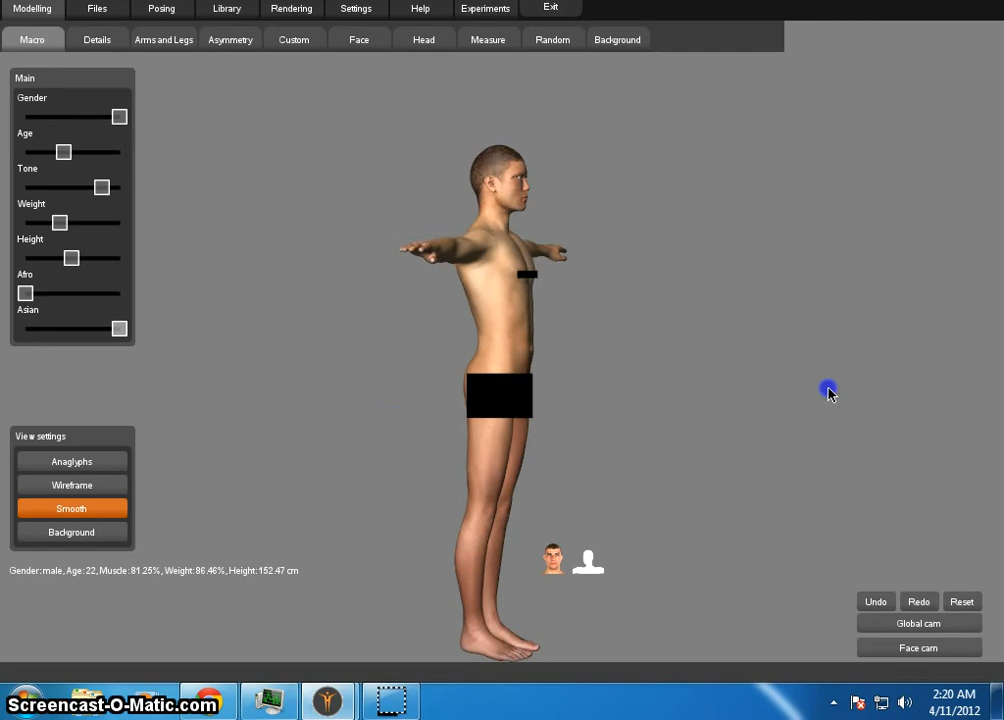 Modelling Files Posing Library Rendering Settings Help Experiments Exit
Macro Details Arms and Legs Asymmetry Custom Face Head Measure Random Background
Main
Gender
Age
Tone
Weight
Height
Afro
Asian
View settings
Anaglyphs
Wireframe
Smooth
Background
Gender: male, Age: 22, Muscle: 81.25%, Weight: 86.46%, Height: 152.47 cm
Undo Redo Reset
Global cam
Face cam
Screencast-O-Matic.com
2:20 AM
4/11/2012